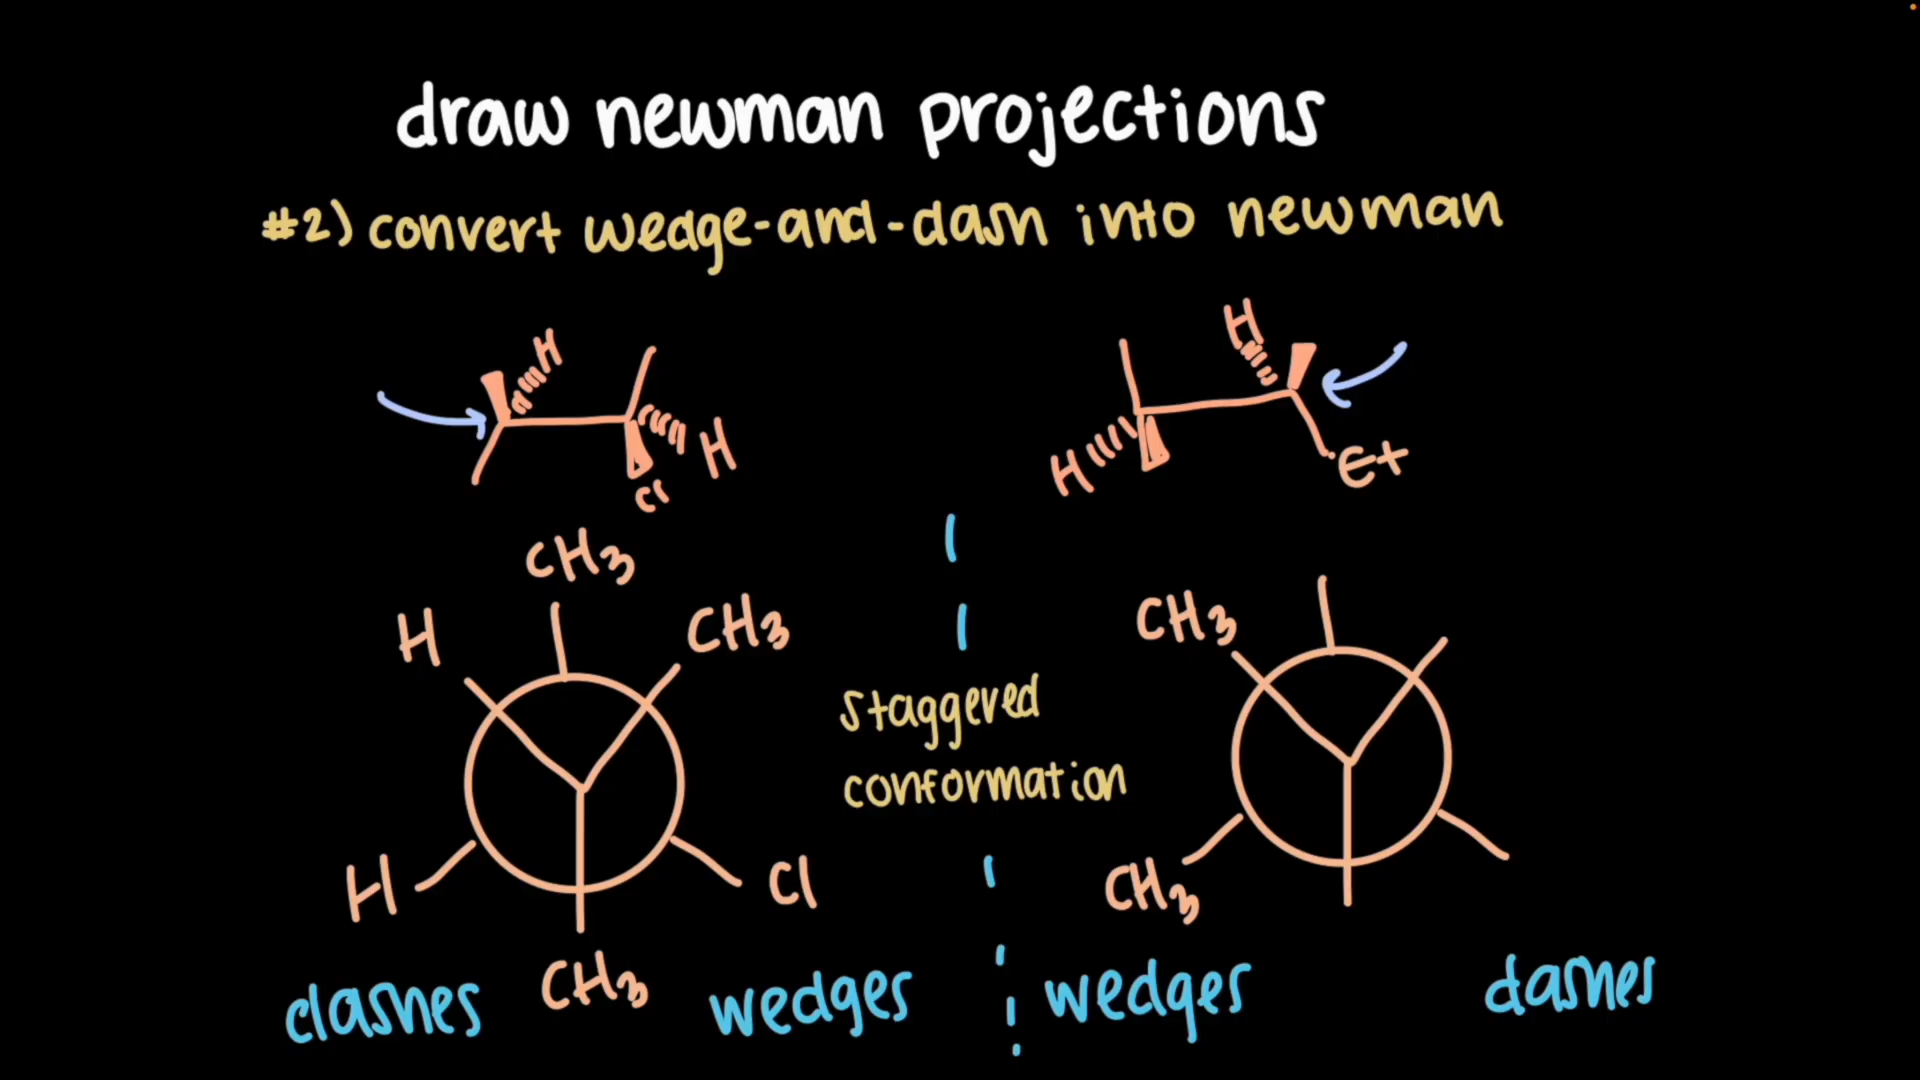 draw newman projections
#2) convert wedge-and-dash into newman
H
H
Cl
H
H
Et
CH3
H
CH3
H
Cl
CH3
staggered
conformation
CH3
CH3
dashes
wedges
wedges
dashes